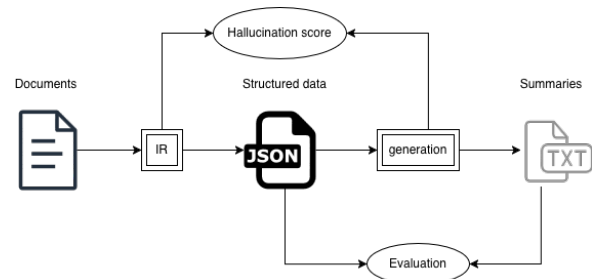 Hallucination score
Documents
Structured data
Summaries
IR
JSON
generation
TXT
Evaluation